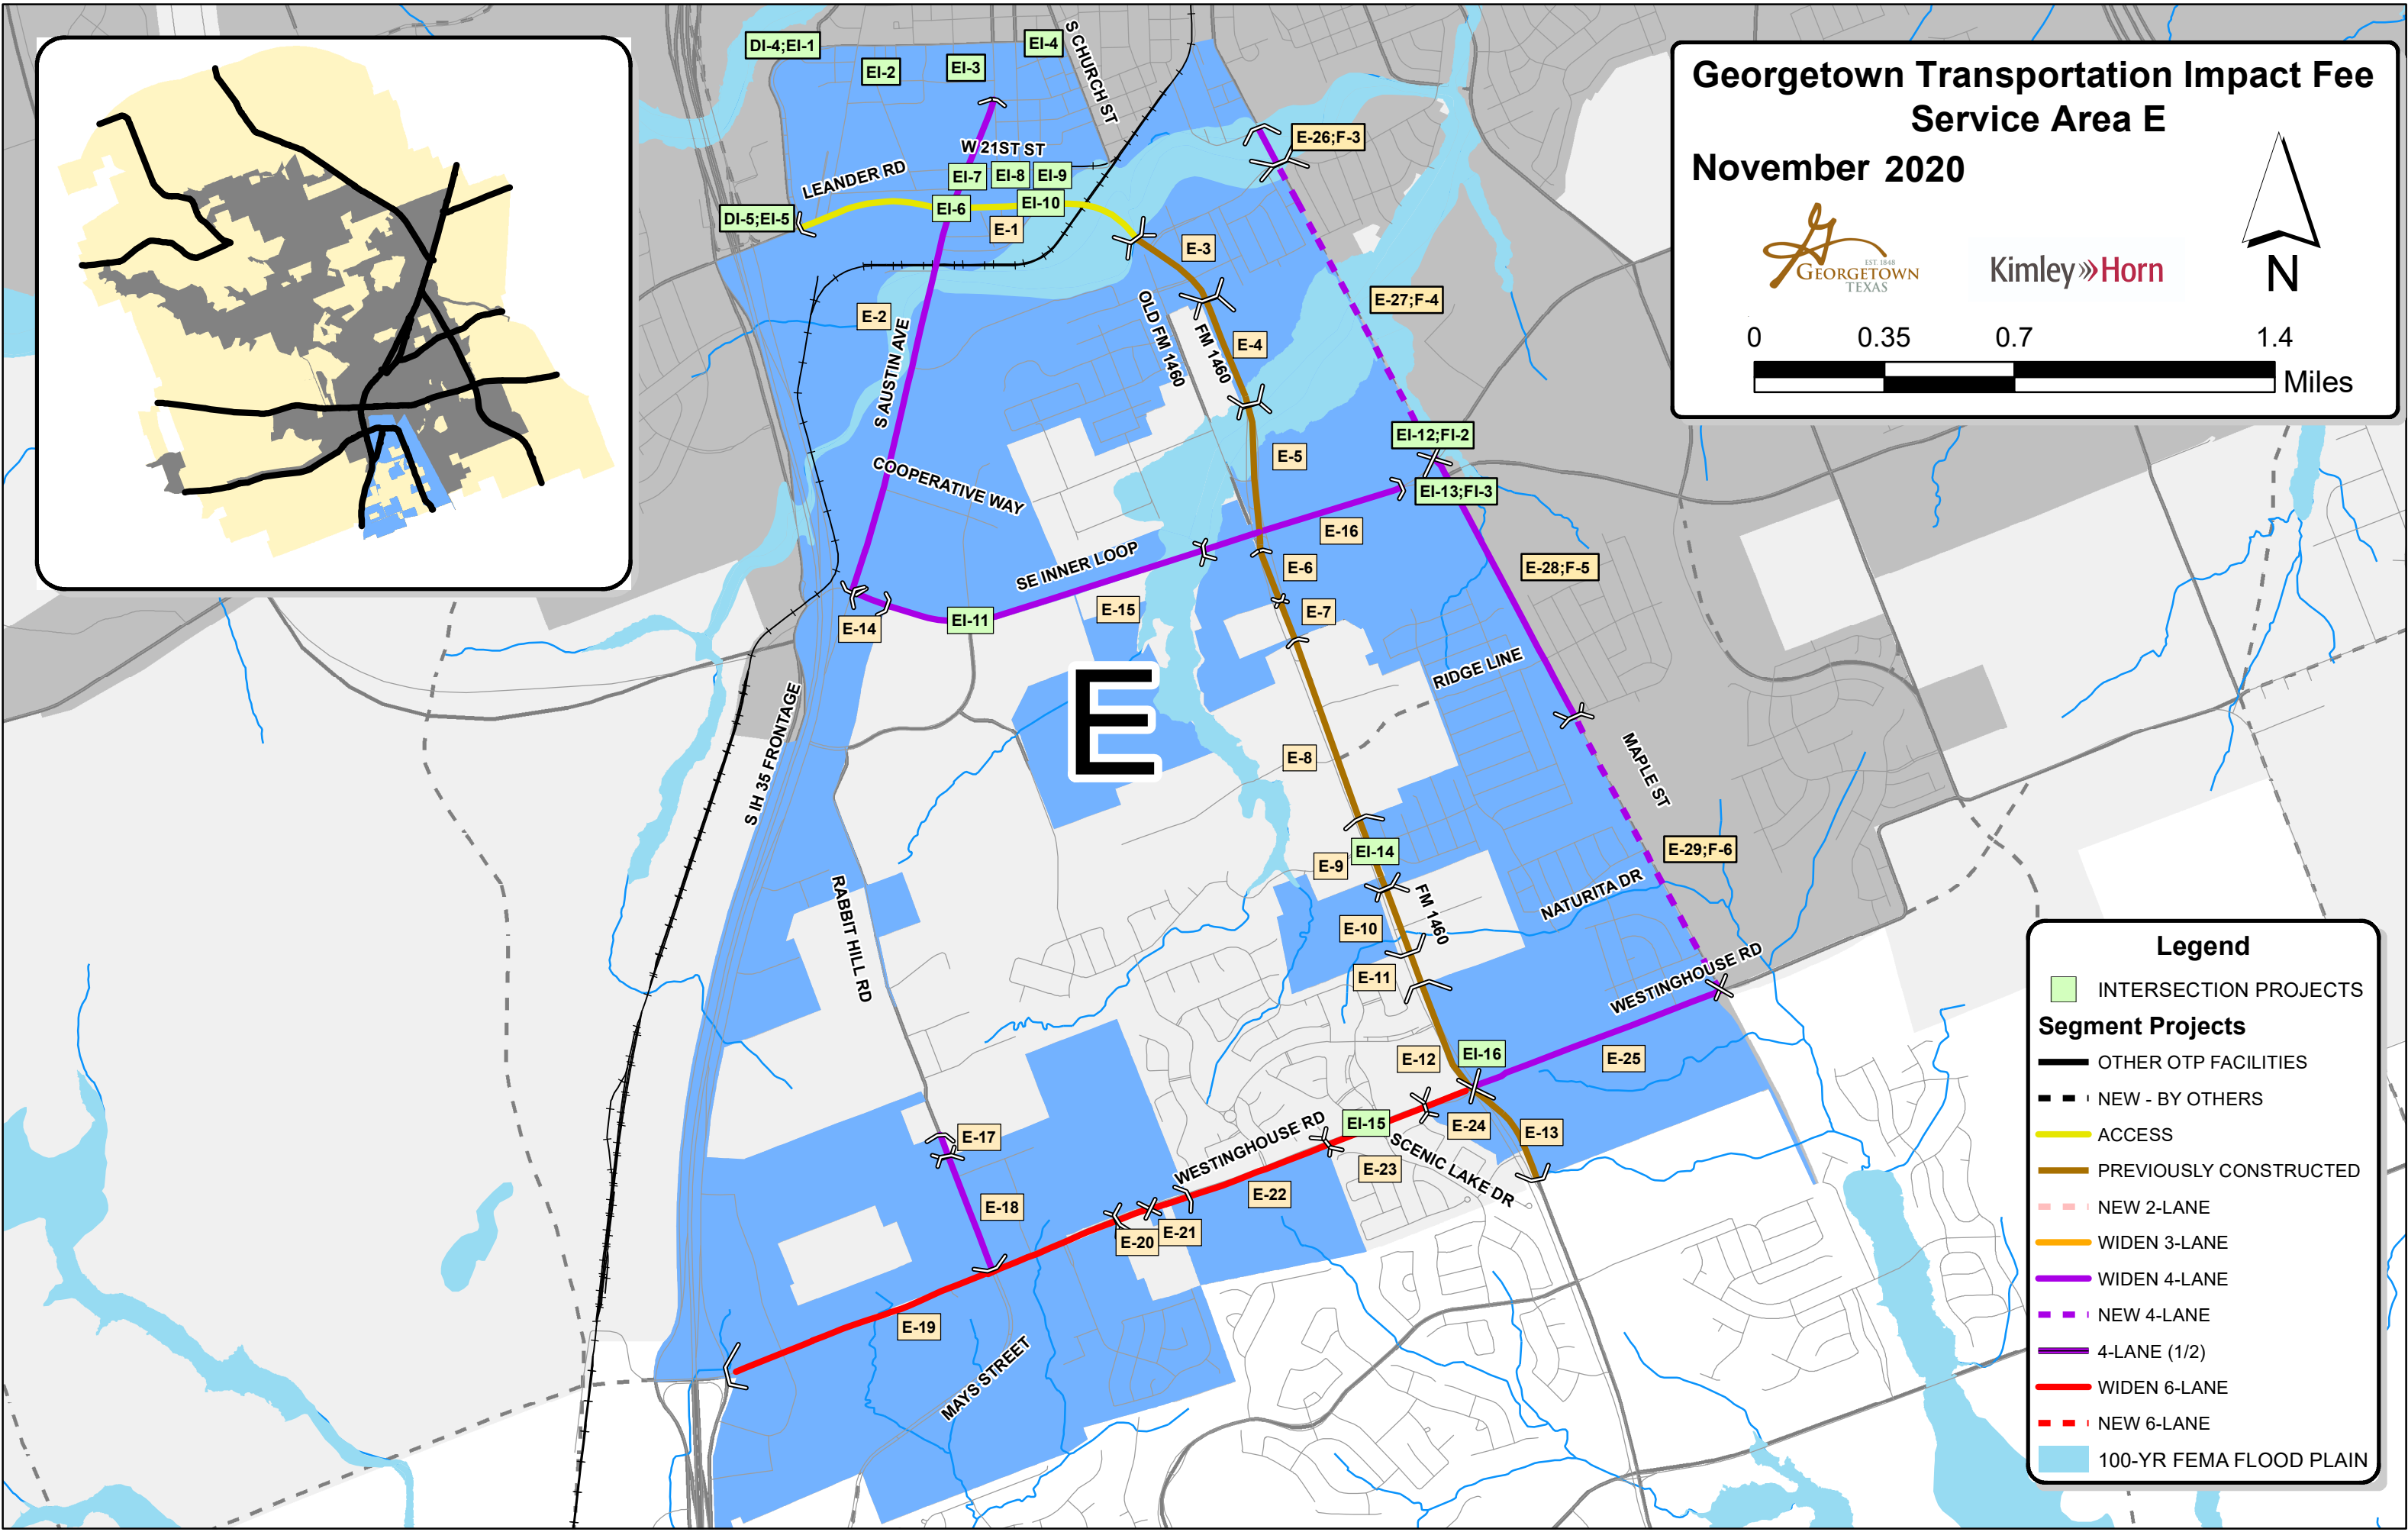 Georgetown Transportation Impact Fee
Service Area E
November 2020
GEORGETOWN
EST. 1848
TEXAS
Kimley»Horn
N
0 0.35 0.7 1.4
Miles
DI-4;EI-1
EI-2
EI-3
EI-4
S CHURCH ST
E-26;F-3
W 21ST ST
LEANDER RD
EI-7
EI-8
EI-9
DI-5;EI-5
EI-6
EI-10
E-1
E-3
E-2
E-27;F-4
S AUSTIN AVE
OLD FM 1460
FM 1460
E-4
EI-12;FI-2
E-5
COOPERATIVE WAY
EI-13;FI-3
E-16
SE INNER LOOP
E-6
E-28;F-5
E-15
E-7
E-14
EI-11
E
RIDGE LINE
S IH 35 FRONTAGE
E-8
MAPLE ST
EI-14
E-9
E-29;F-6
NATURITA DR
RABBIT HILL RD
FM 1460
E-10
E-11
WESTINGHOUSE RD
E-12
EI-16
E-25
EI-15
E-24
E-13
E-17
WESTINGHOUSE RD
SCENIC LAKE DR
E-23
E-22
E-18
E-21
E-20
E-19
MAYS STREET
Legend
INTERSECTION PROJECTS
Segment Projects
OTHER OTP FACILITIES
NEW - BY OTHERS
ACCESS
PREVIOUSLY CONSTRUCTED
NEW 2-LANE
WIDEN 3-LANE
WIDEN 4-LANE
NEW 4-LANE
4-LANE (1/2)
WIDEN 6-LANE
NEW 6-LANE
100-YR FEMA FLOOD PLAIN